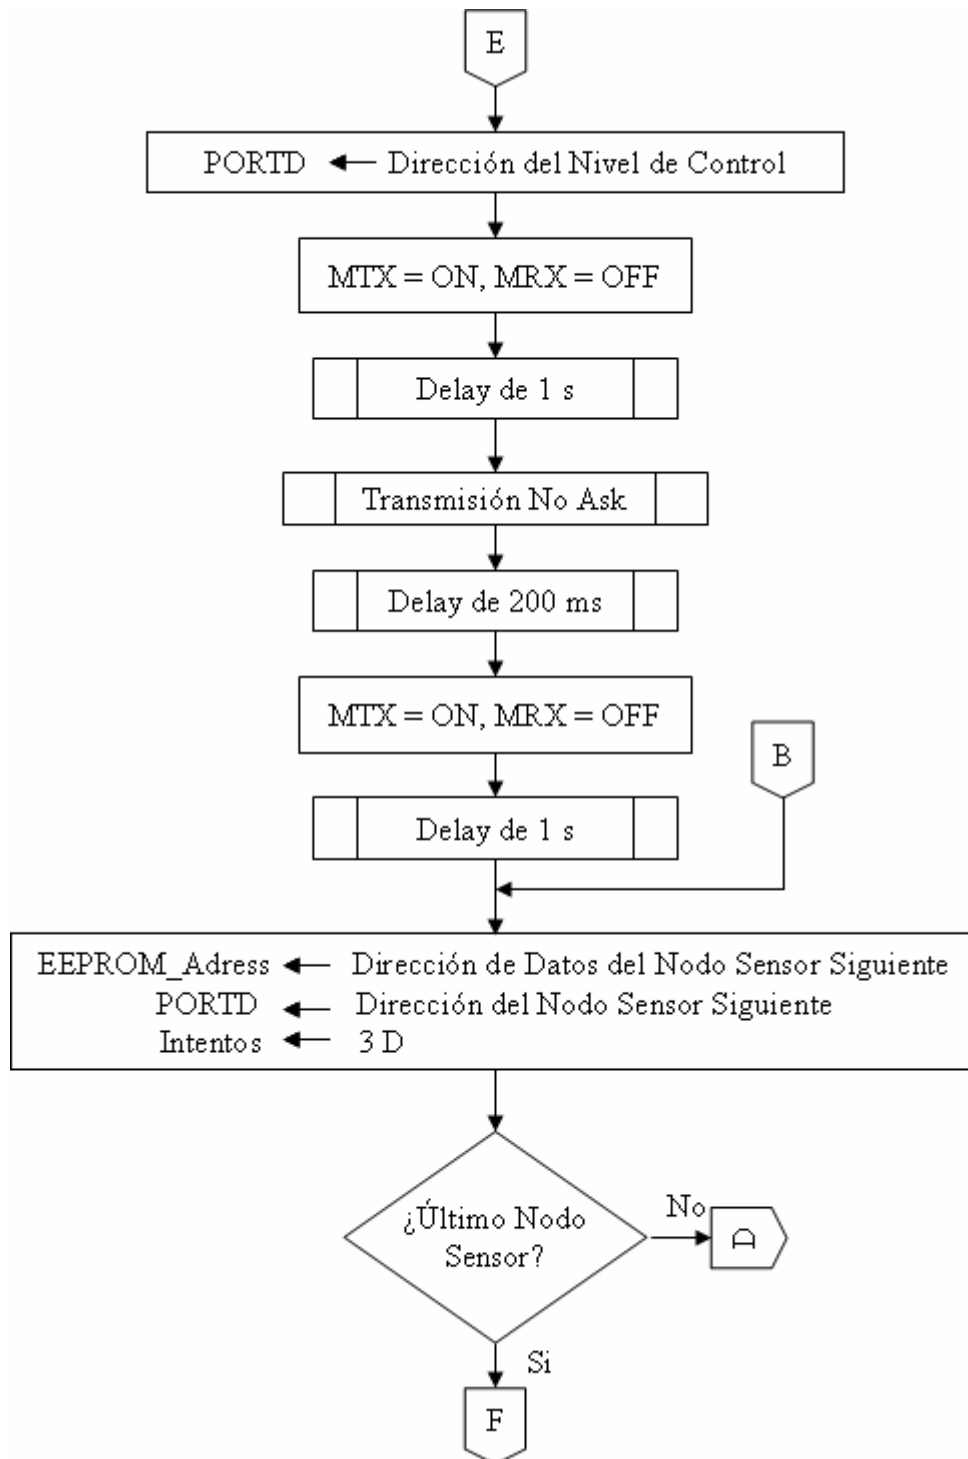 E
PORTD ← Dirección del Nivel de Control
MTX = ON, MRX = OFF
Delay de 1 s
Transmisión No Ask
Delay de 200 ms
MTX = ON, MRX = OFF
B
Delay de 1 s
EEPROM_Adress ← Dirección de Datos del Nodo Sensor Siguiente
PORTD ← Dirección del Nodo Sensor Siguiente
Intentos ← 3 D
¿Último Nodo
Sensor?
No
D
Si
F